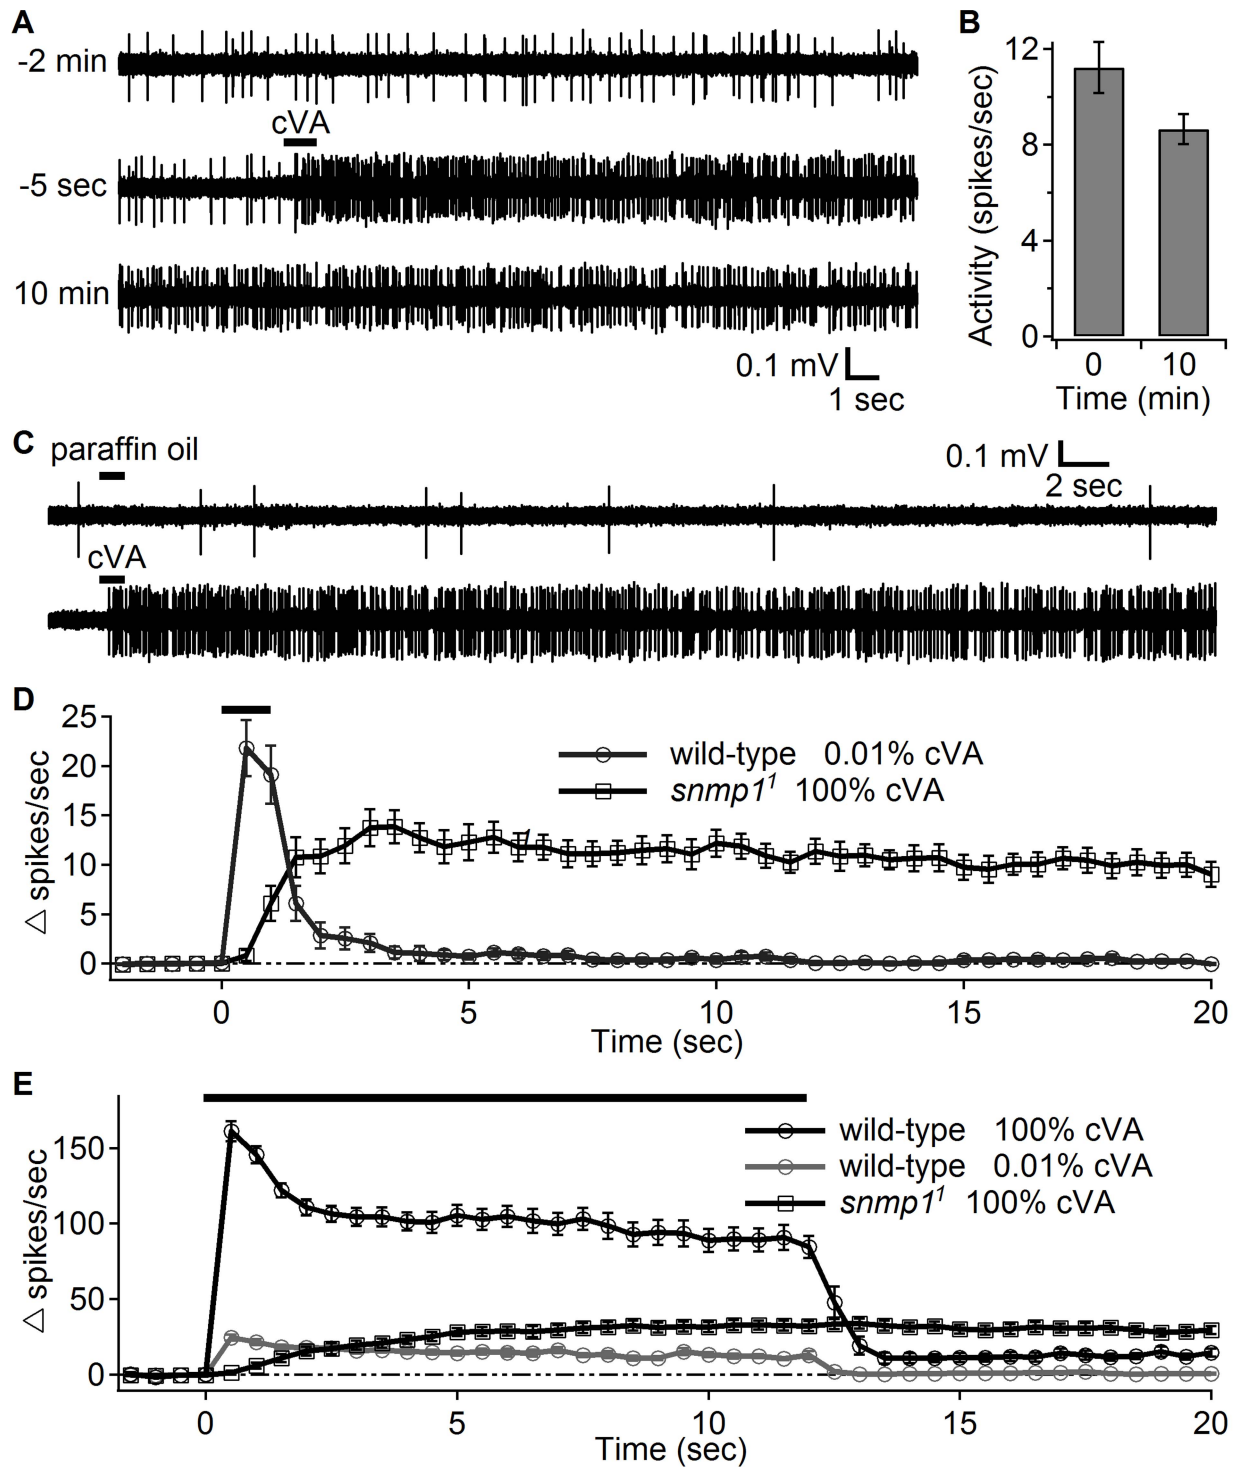 A
-2 min
cVA
-5 sec
10 min
0.1 mV
1 sec
B
Activity (spikes/sec)
12
8
4
0
0 10
Time (min)
C
paraffin oil
0.1 mV
2 sec
cVA
D
△ spikes/sec
25
20
15
10
5
0
wild-type 0.01% cVA
snmp1¹ 100% cVA
0 5 10 15 20
Time (sec)
E
△ spikes/sec
150
100
50
0
wild-type 100% cVA
wild-type 0.01% cVA
snmp1¹ 100% cVA
0 5 10 15 20
Time (sec)